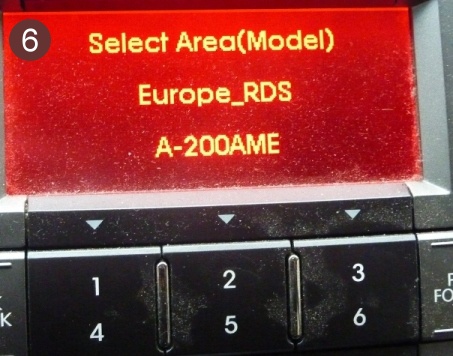 6
Select Area(Model)
Europe_RDS
A-200AME
1 2 3
4 5 6